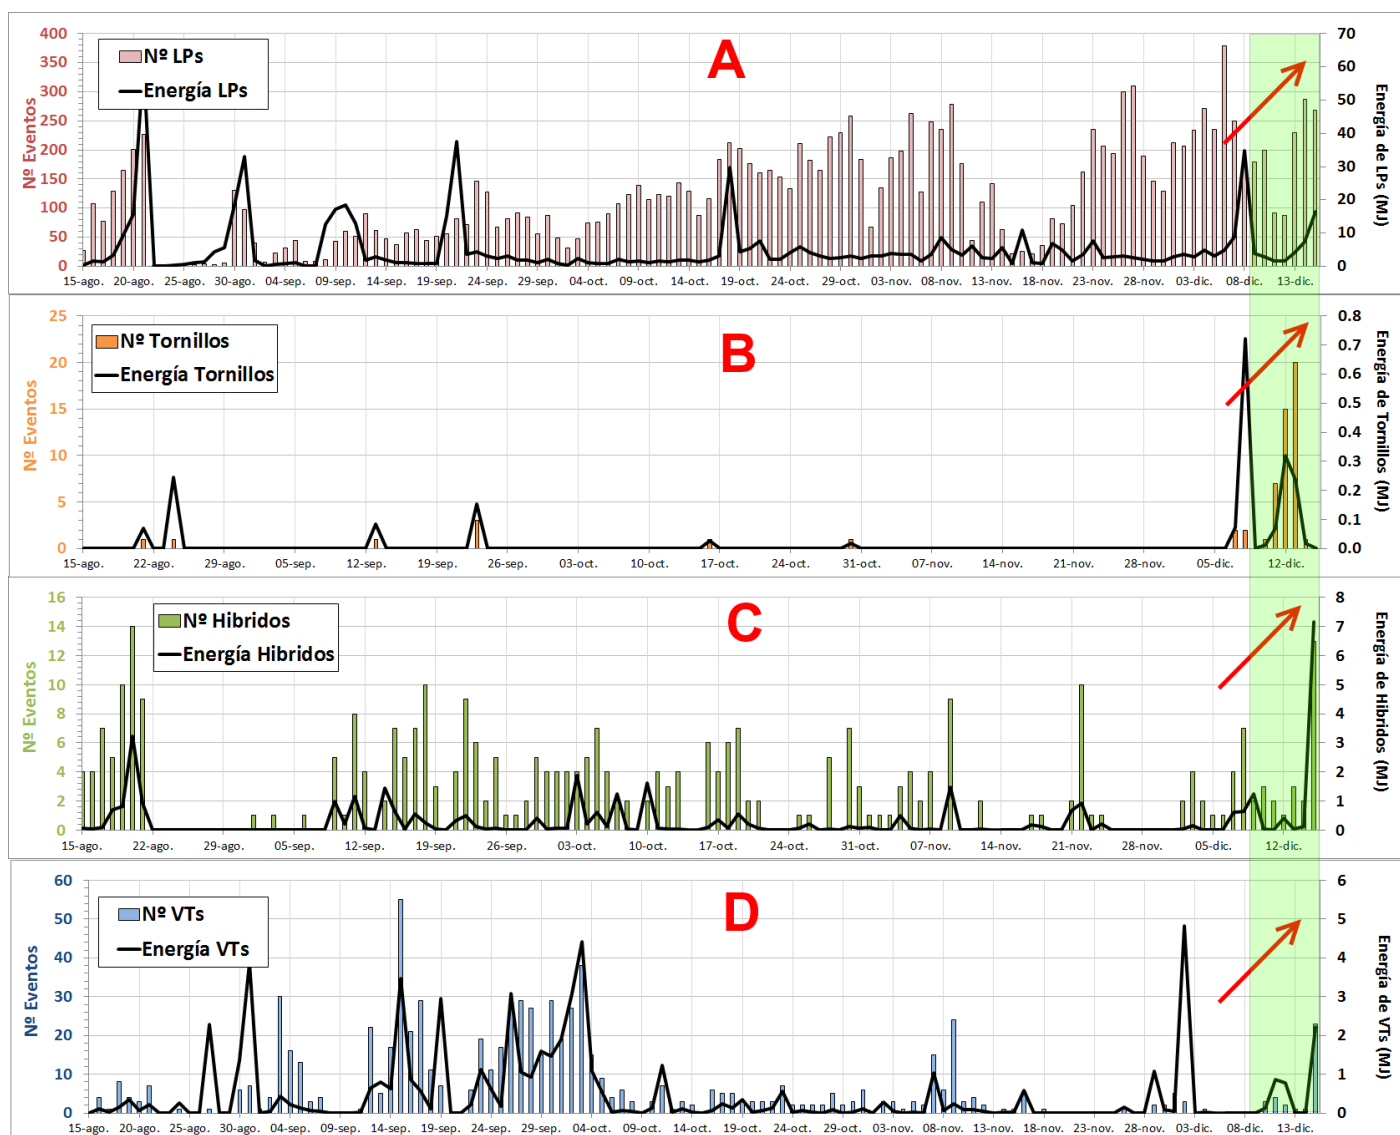 A
Nº LPs
Energía LPs
Nº Eventos
Energía de LPs (MJ)
400
350
300
250
200
150
100
50
0
70
60
50
40
30
20
10
0
15-ago. 20-ago. 25-ago. 30-ago. 04-sep. 09-sep. 14-sep. 19-sep. 24-sep. 29-sep. 04-oct. 09-oct. 14-oct. 19-oct. 24-oct. 29-oct. 03-nov. 08-nov. 13-nov. 18-nov. 23-nov. 28-nov. 03-dic. 08-dic. 13-dic.
B
Nº Tornillos
Energía Tornillos
Nº Eventos
Energía de Tornillos (MJ)
25
20
15
10
5
0
0.8
0.7
0.6
0.5
0.4
0.3
0.2
0.1
0.0
15-ago. 22-ago. 29-ago. 05-sep. 12-sep. 19-sep. 26-sep. 03-oct. 10-oct. 17-oct. 24-oct. 31-oct. 07-nov. 14-nov. 21-nov. 28-nov. 05-dic. 12-dic.
C
Nº Hibridos
Energía Hibridos
Nº Eventos
Energía de Hibridos (MJ)
16
14
12
10
8
6
4
2
0
8
7
6
5
4
3
2
1
0
15-ago. 22-ago. 29-ago. 05-sep. 12-sep. 19-sep. 26-sep. 03-oct. 10-oct. 17-oct. 24-oct. 31-oct. 07-nov. 14-nov. 21-nov. 28-nov. 05-dic. 12-dic.
D
Nº VTs
Energía VTs
Nº Eventos
Energía de VTs (MJ)
60
50
40
30
20
10
0
6
5
4
3
2
1
0
15-ago. 20-ago. 25-ago. 30-ago. 04-sep. 09-sep. 14-sep. 19-sep. 24-sep. 29-sep. 04-oct. 09-oct. 14-oct. 19-oct. 24-oct. 29-oct. 03-nov. 08-nov. 13-nov. 18-nov. 23-nov. 28-nov. 03-dic. 08-dic. 13-dic.